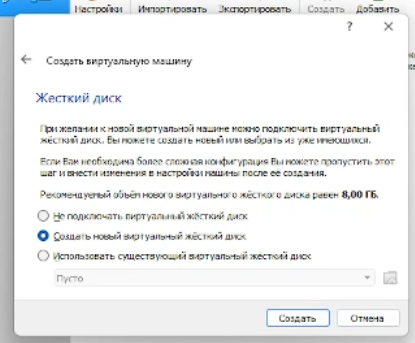 Настройки Импортировать Экспортировать Создать Добавить
?
Создать виртуальную машину
Жесткий диск
При желании к новой виртуальной машине можно подключить виртуальный
жёсткий диск. Вы можете создать новый или выбрать из уже имеющихся.
Если Вам необходима более сложная конфигурация Вы можете пропустить этот
шаг и внести изменения в настройки машины после её создания.
Рекомендуемый объём нового виртуального жёсткого диска равен 8,00 ГБ.
Не подключать виртуальный жёсткий диск
Создать новый виртуальный жёсткий диск
Использовать существующий виртуальный жесткий диск
Пусто
Создать Отмена